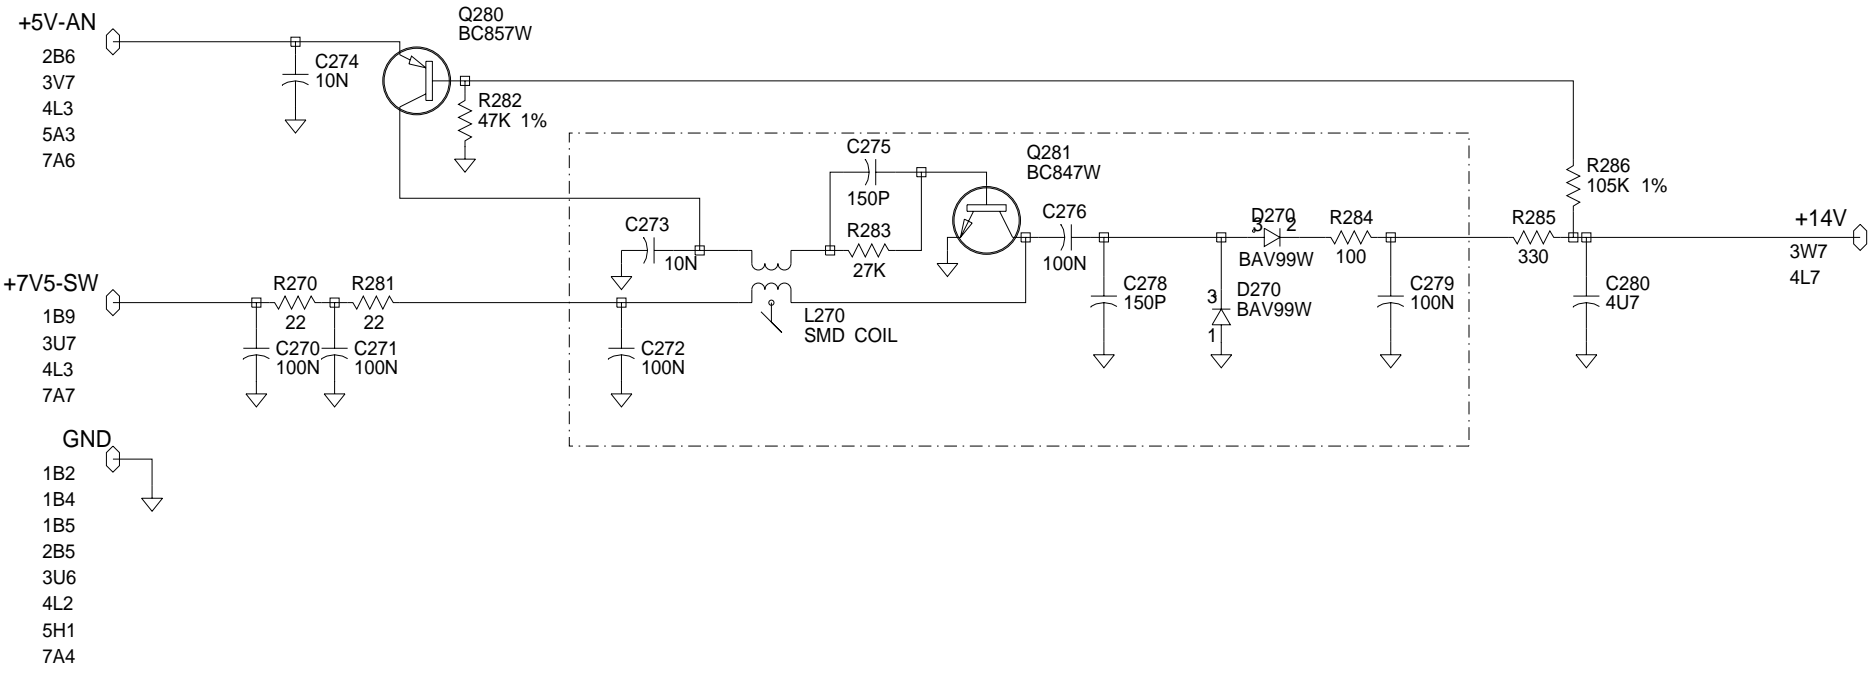 +5V-AN
2B6
3V7
4L3
5A3
7A6
C274
10N
Q280
BC857W
R282
47K 1%
C275
150P
R283
27K
Q281
BC847W
C273
10N
C276
100N
D270
3 2
BAV99W
R284
100
R285
330
R286
105K 1%
+14V
3W7
4L7
+7V5-SW
1B9
3U7
4L3
7A7
R270
22
R281
22
C270
100N
C271
100N
C272
100N
L270
SMD COIL
C278
150P
3
D270
BAV99W
1
C279
100N
C280
4U7
GND
1B2
1B4
1B5
2B5
3U6
4L2
5H1
7A4